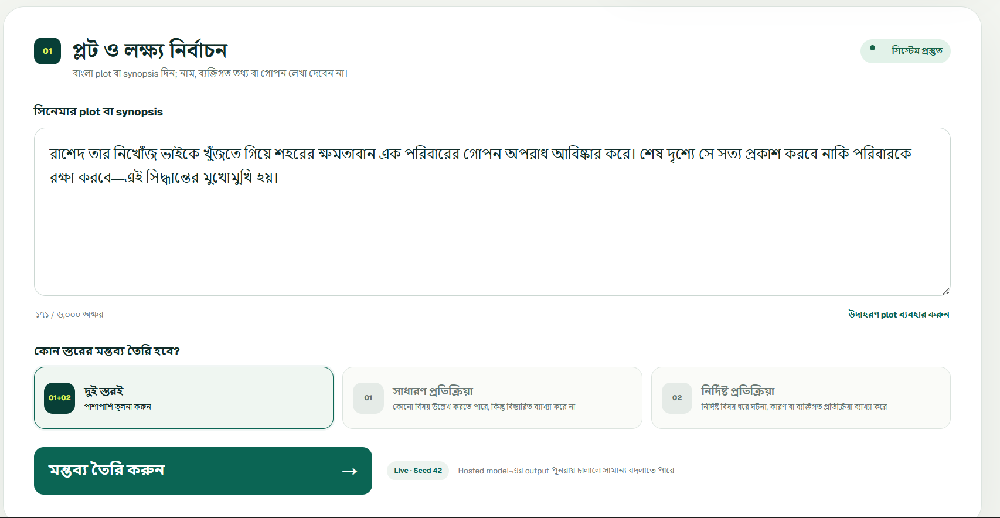 01
প্লট ও লক্ষ্য নির্বাচন
বাংলা plot বা synopsis দিন; নাম, ব্যক্তিগত তথ্য বা গোপন লেখা দেবেন না।
সিস্টেম প্রস্তুত
সিনেমার plot বা synopsis
রাশেদ তার নিখোঁজ ভাইকে খুঁজতে গিয়ে শহরের ক্ষমতাবান এক পরিবারের গোপন অপরাধ আবিষ্কার করে। শেষ দৃশ্যে সে সত্য প্রকাশ করবে নাকি পরিবারকে
রক্ষা করবে—এই সিদ্ধান্তের মুখোমুখি হয়।
১৭১ / ৬,০০০ অক্ষর
উদাহরণ plot ব্যবহার করুন
কোন স্তরের মন্তব্য তৈরি হবে?
01+02
দুই স্তরই
পাশাপাশি তুলনা করুন
01
সাধারণ প্রতিক্রিয়া
কোনো বিষয় উল্লেখ করতে পারে, কিন্তু বিস্তারিত ব্যাখ্যা করে না
02
নির্দিষ্ট প্রতিক্রিয়া
নির্দিষ্ট বিষয় ধরে ঘটনা, কারণ বা ব্যক্তিগত প্রতিক্রিয়া ব্যাখ্যা করে
মন্তব্য তৈরি করুন →
Live · Seed 42
Hosted model-এর output পুনরায় চালালে সামান্য বদলাতে পারে